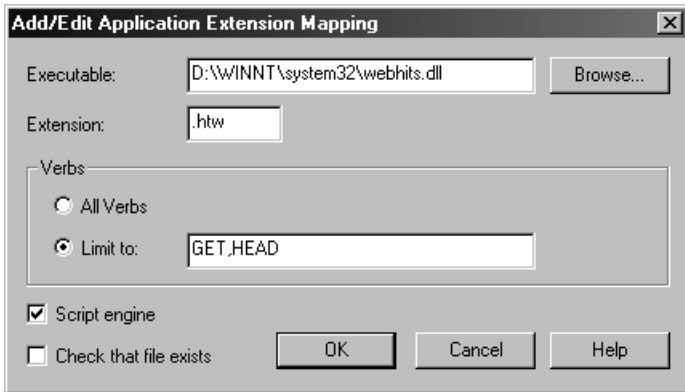 Add/Edit Application Extension Mapping
Executable: D:\WINNT\system32\webhits.dll Browse...
Extension: .htw
Verbs
All Verbs
Limit to: GET,HEAD
Script engine
Check that file exists OK Cancel Help